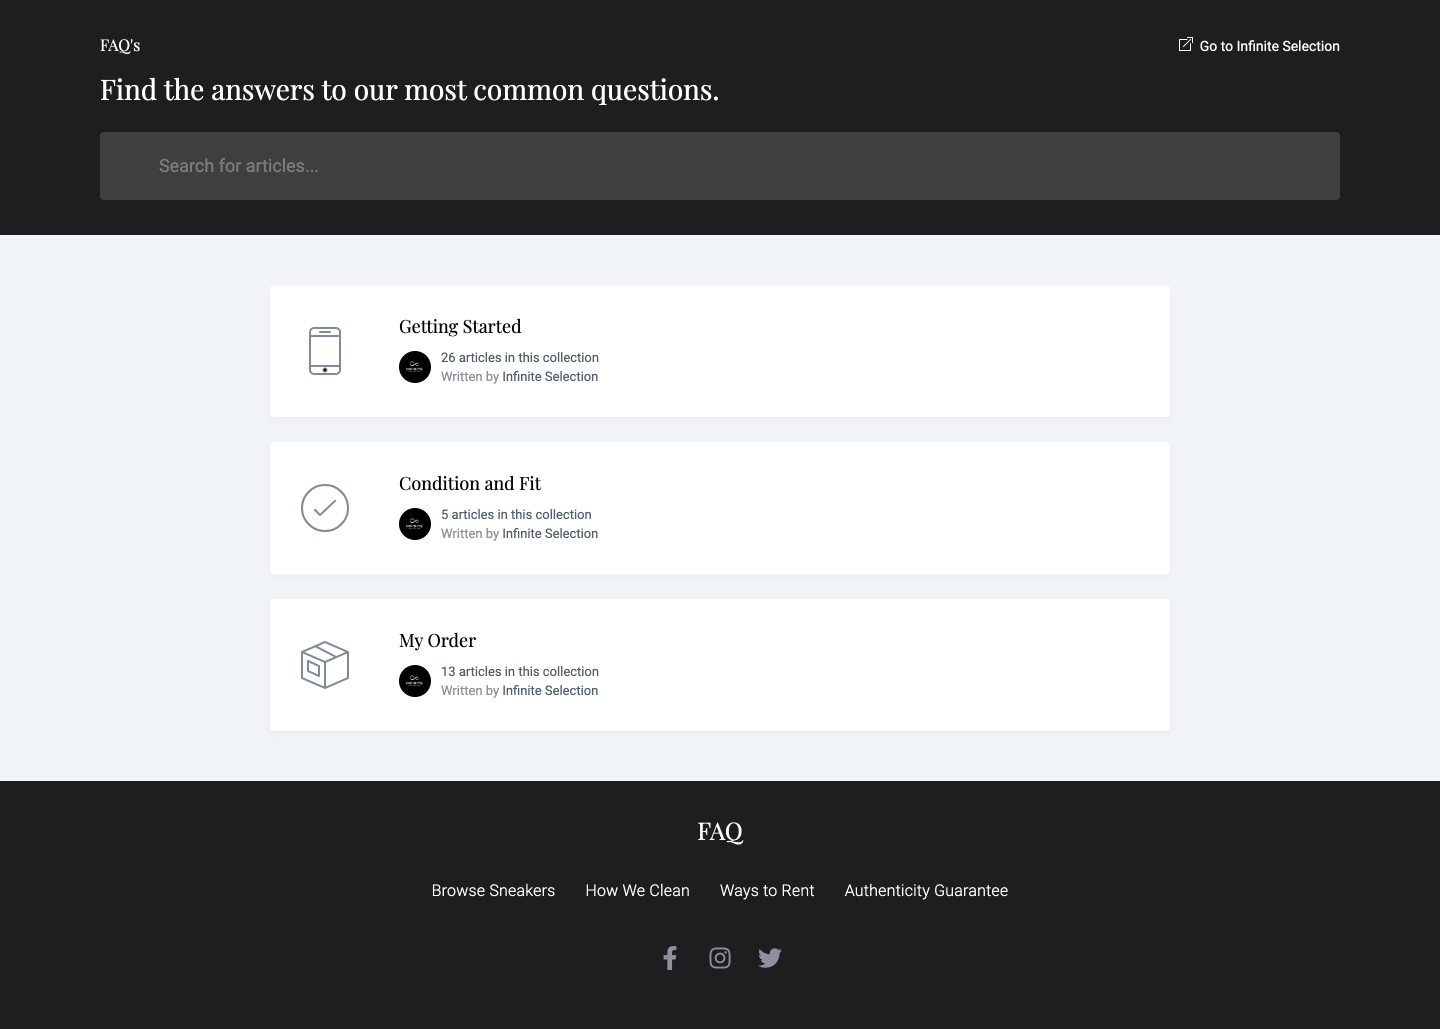 FAQ's
Go to Infinite Selection
Find the answers to our most common questions.
Search for articles...
Getting Started
26 articles in this collection
Written by Infinite Selection
Condition and Fit
5 articles in this collection
Written by Infinite Selection
My Order
13 articles in this collection
Written by Infinite Selection
FAQ
Browse Sneakers How We Clean Ways to Rent Authenticity Guarantee